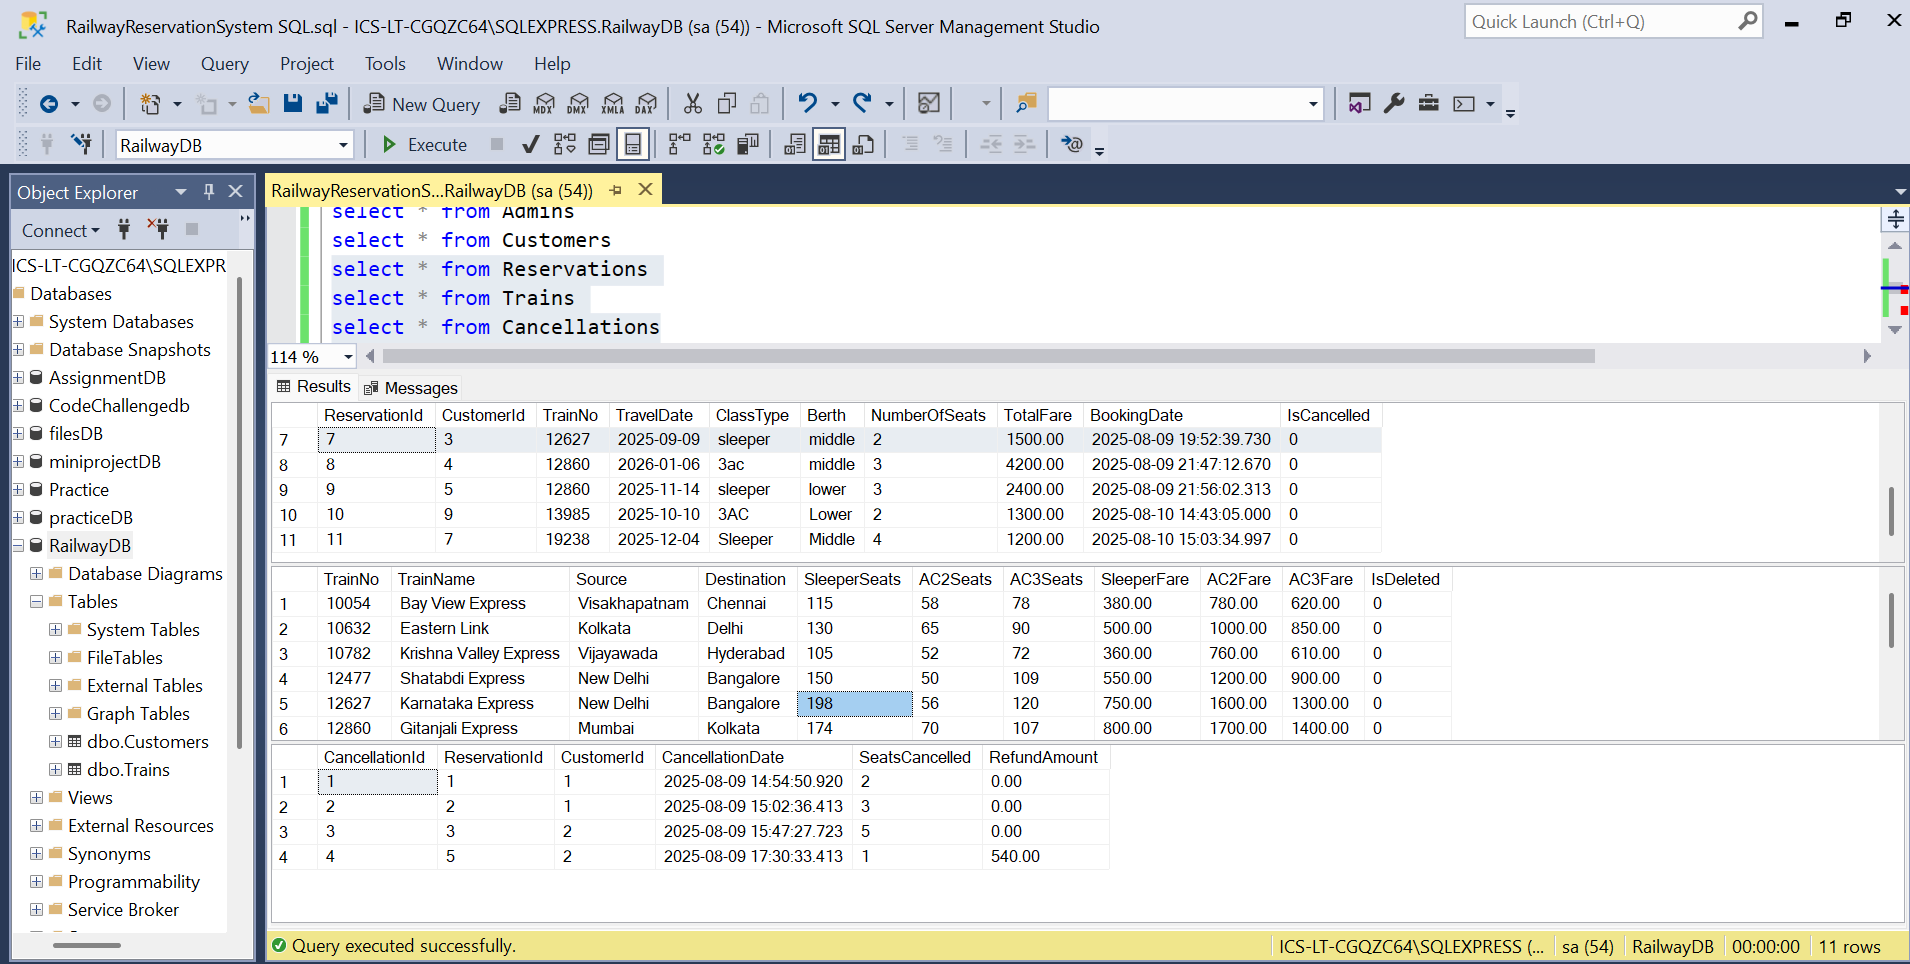 RailwayReservationSystem SQL.sql - ICS-LT-CGQZC64\SQLEXPRESS.RailwayDB (sa (54)) - Microsoft SQL Server Management Studio
Quick Launch (Ctrl+Q)
File Edit View Query Project Tools Window Help
New Query MDX DMX XMLA DAX
RailwayDB Execute
Object Explorer
RailwayReservationS...RailwayDB (sa (54))
Connect
ICS-LT-CGQZC64\SQLEXPR
Databases
System Databases
Database Snapshots
AssignmentDB
CodeChallengedb
filesDB
miniprojectDB
Practice
practiceDB
RailwayDB
Database Diagrams
Tables
System Tables
FileTables
External Tables
Graph Tables
dbo.Customers
dbo.Trains
Views
External Resources
Synonyms
Programmability
Service Broker
select * from Admins
select * from Customers
select * from Reservations
select * from Trains
select * from Cancellations
114 %
Results Messages
ReservationId CustomerId TrainNo TravelDate ClassType Berth NumberOfSeats TotalFare BookingDate IsCancelled
7 7 3 12627 2025-09-09 sleeper middle 2 1500.00 2025-08-09 19:52:39.730 0
8 8 4 12860 2026-01-06 3ac middle 3 4200.00 2025-08-09 21:47:12.670 0
9 9 5 12860 2025-11-14 sleeper lower 3 2400.00 2025-08-09 21:56:02.313 0
10 10 9 13985 2025-10-10 3AC Lower 2 1300.00 2025-08-10 14:43:05.000 0
11 11 7 19238 2025-12-04 Sleeper Middle 4 1200.00 2025-08-10 15:03:34.997 0
TrainNo TrainName Source Destination SleeperSeats AC2Seats AC3Seats SleeperFare AC2Fare AC3Fare IsDeleted
1 10054 Bay View Express Visakhapatnam Chennai 115 58 78 380.00 780.00 620.00 0
2 10632 Eastern Link Kolkata Delhi 130 65 90 500.00 1000.00 850.00 0
3 10782 Krishna Valley Express Vijayawada Hyderabad 105 52 72 360.00 760.00 610.00 0
4 12477 Shatabdi Express New Delhi Bangalore 150 50 109 550.00 1200.00 900.00 0
5 12627 Karnataka Express New Delhi Bangalore 198 56 120 750.00 1600.00 1300.00 0
6 12860 Gitanjali Express Mumbai Kolkata 174 70 107 800.00 1700.00 1400.00 0
CancellationId ReservationId CustomerId CancellationDate SeatsCancelled RefundAmount
1 1 1 1 2025-08-09 14:54:50.920 2 0.00
2 2 2 1 2025-08-09 15:02:36.413 3 0.00
3 3 3 2 2025-08-09 15:47:27.723 5 0.00
4 4 5 2 2025-08-09 17:30:33.413 1 540.00
Query executed successfully. ICS-LT-CGQZC64\SQLEXPRESS (... sa (54) RailwayDB 00:00:00 11 rows